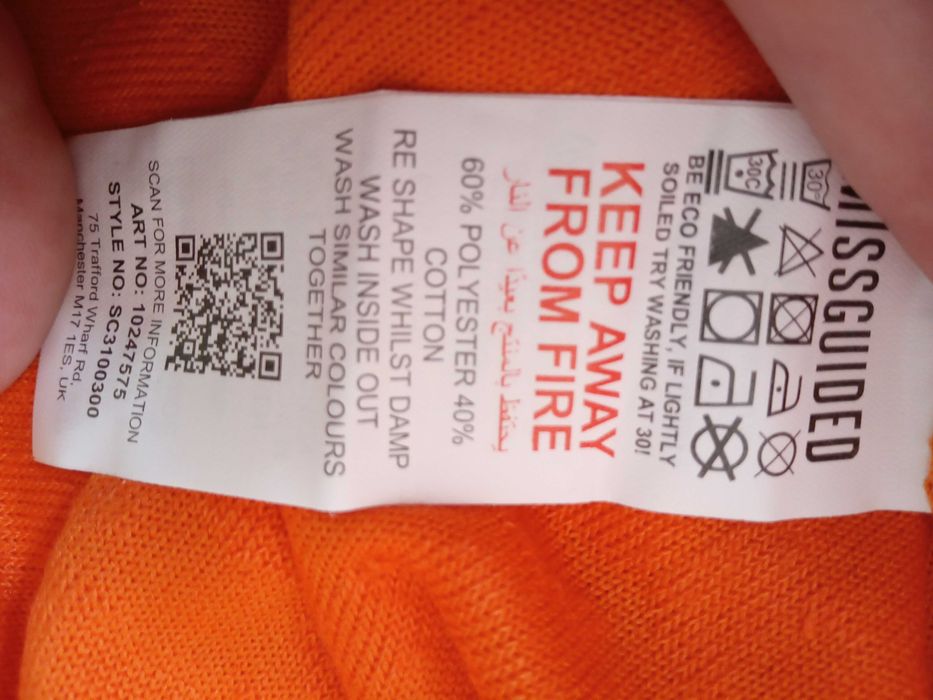 MISSGUIDED
30°
30C
BE ECO FRIENDLY, IF LIGHTLY
SOILED TRY WASHING AT 30!
KEEP AWAY
FROM FIRE
يحتفظ بالمنتج بعيدًا عن النار
60% POLYESTER 40%
COTTON
RE SHAPE WHILST DAMP
WASH INSIDE OUT
WASH SIMILAR COLOURS
TOGETHER
SCAN FOR MORE INFORMATION
ART NO: 10247575
STYLE NO: SC3100300
75 Trafford Wharf Rd,
Manchester M17 1ES, UK